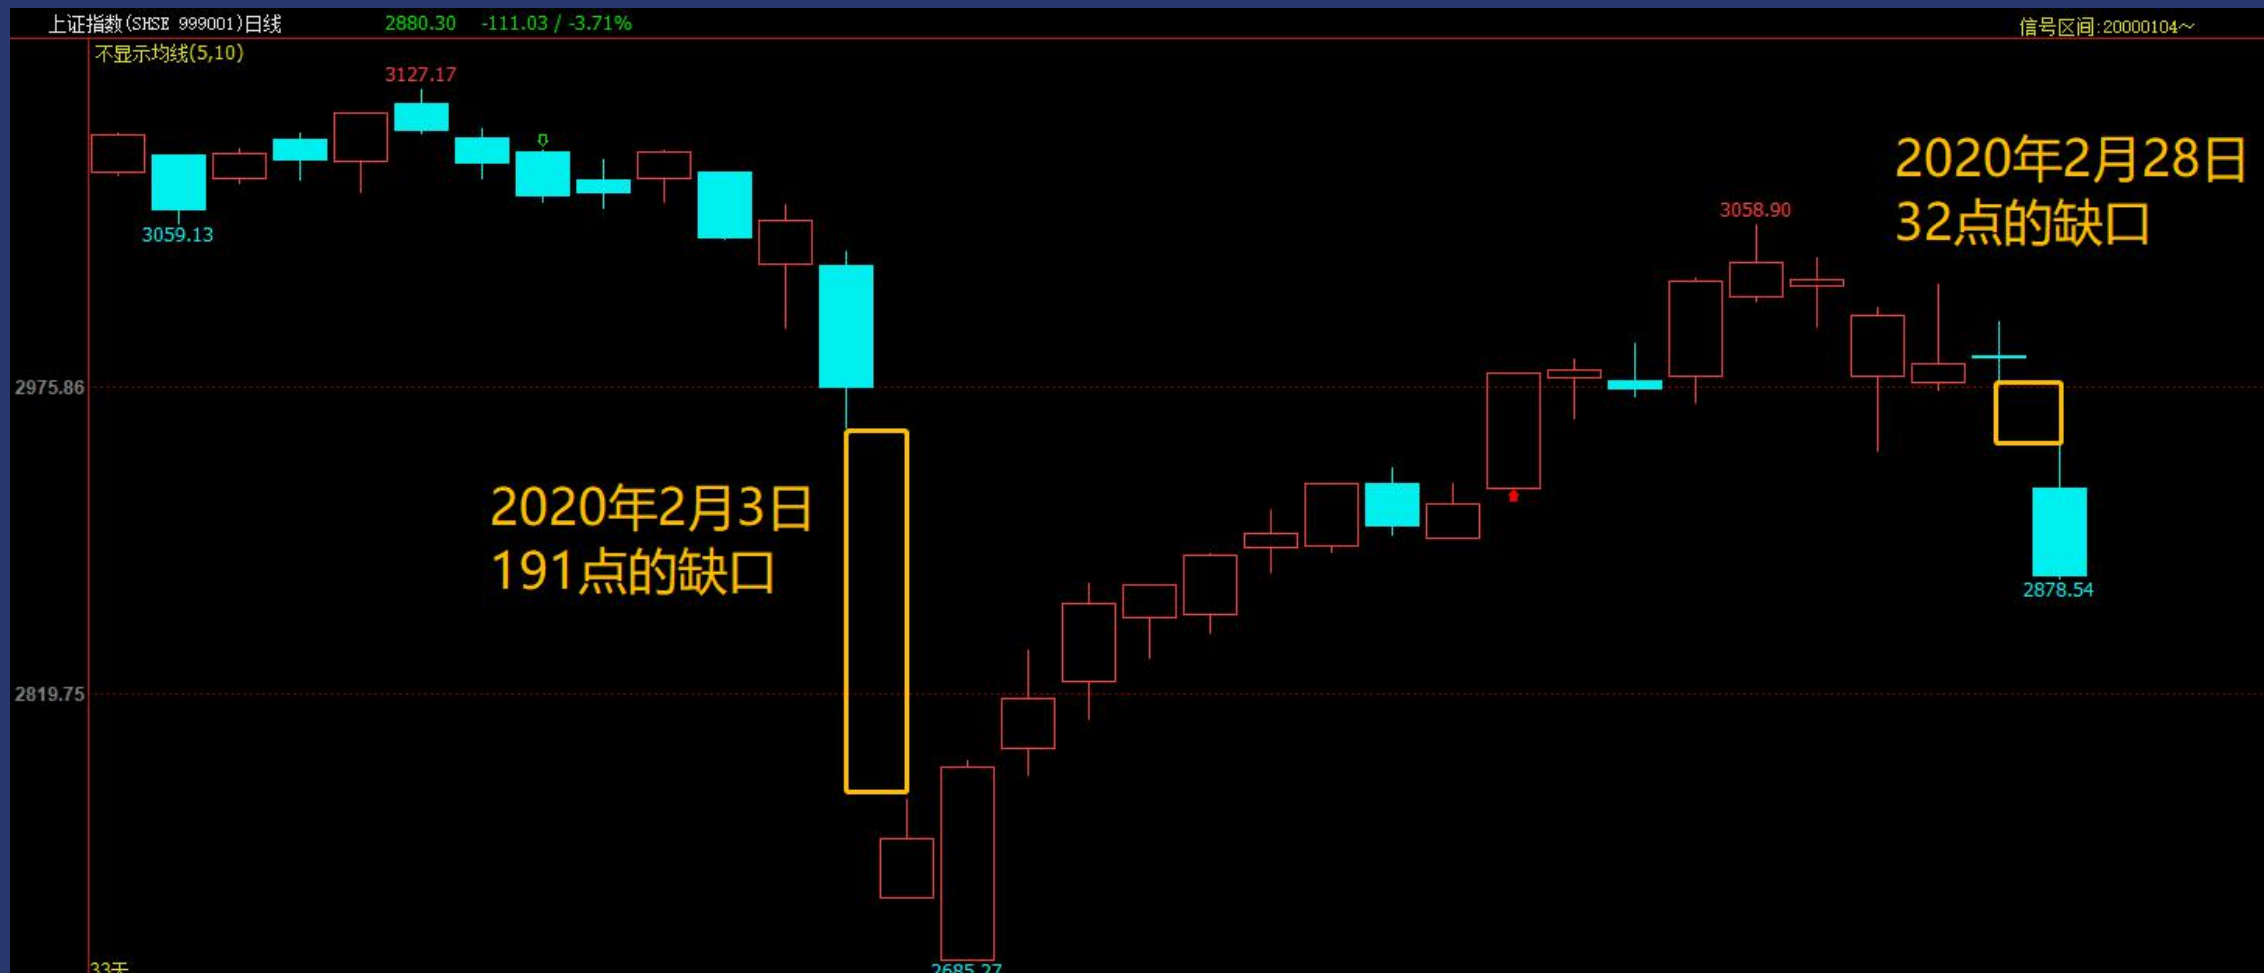 上证指数(SHSE 999001)日线 2880.30 -111.03 / -3.71% 信号区间:20000104~
不显示均线(5,10)
3127.17
2020年2月28日
32点的缺口
3058.90
3059.13
2975.86
2020年2月3日
191点的缺口
2878.54
2819.75
33天
2685.27